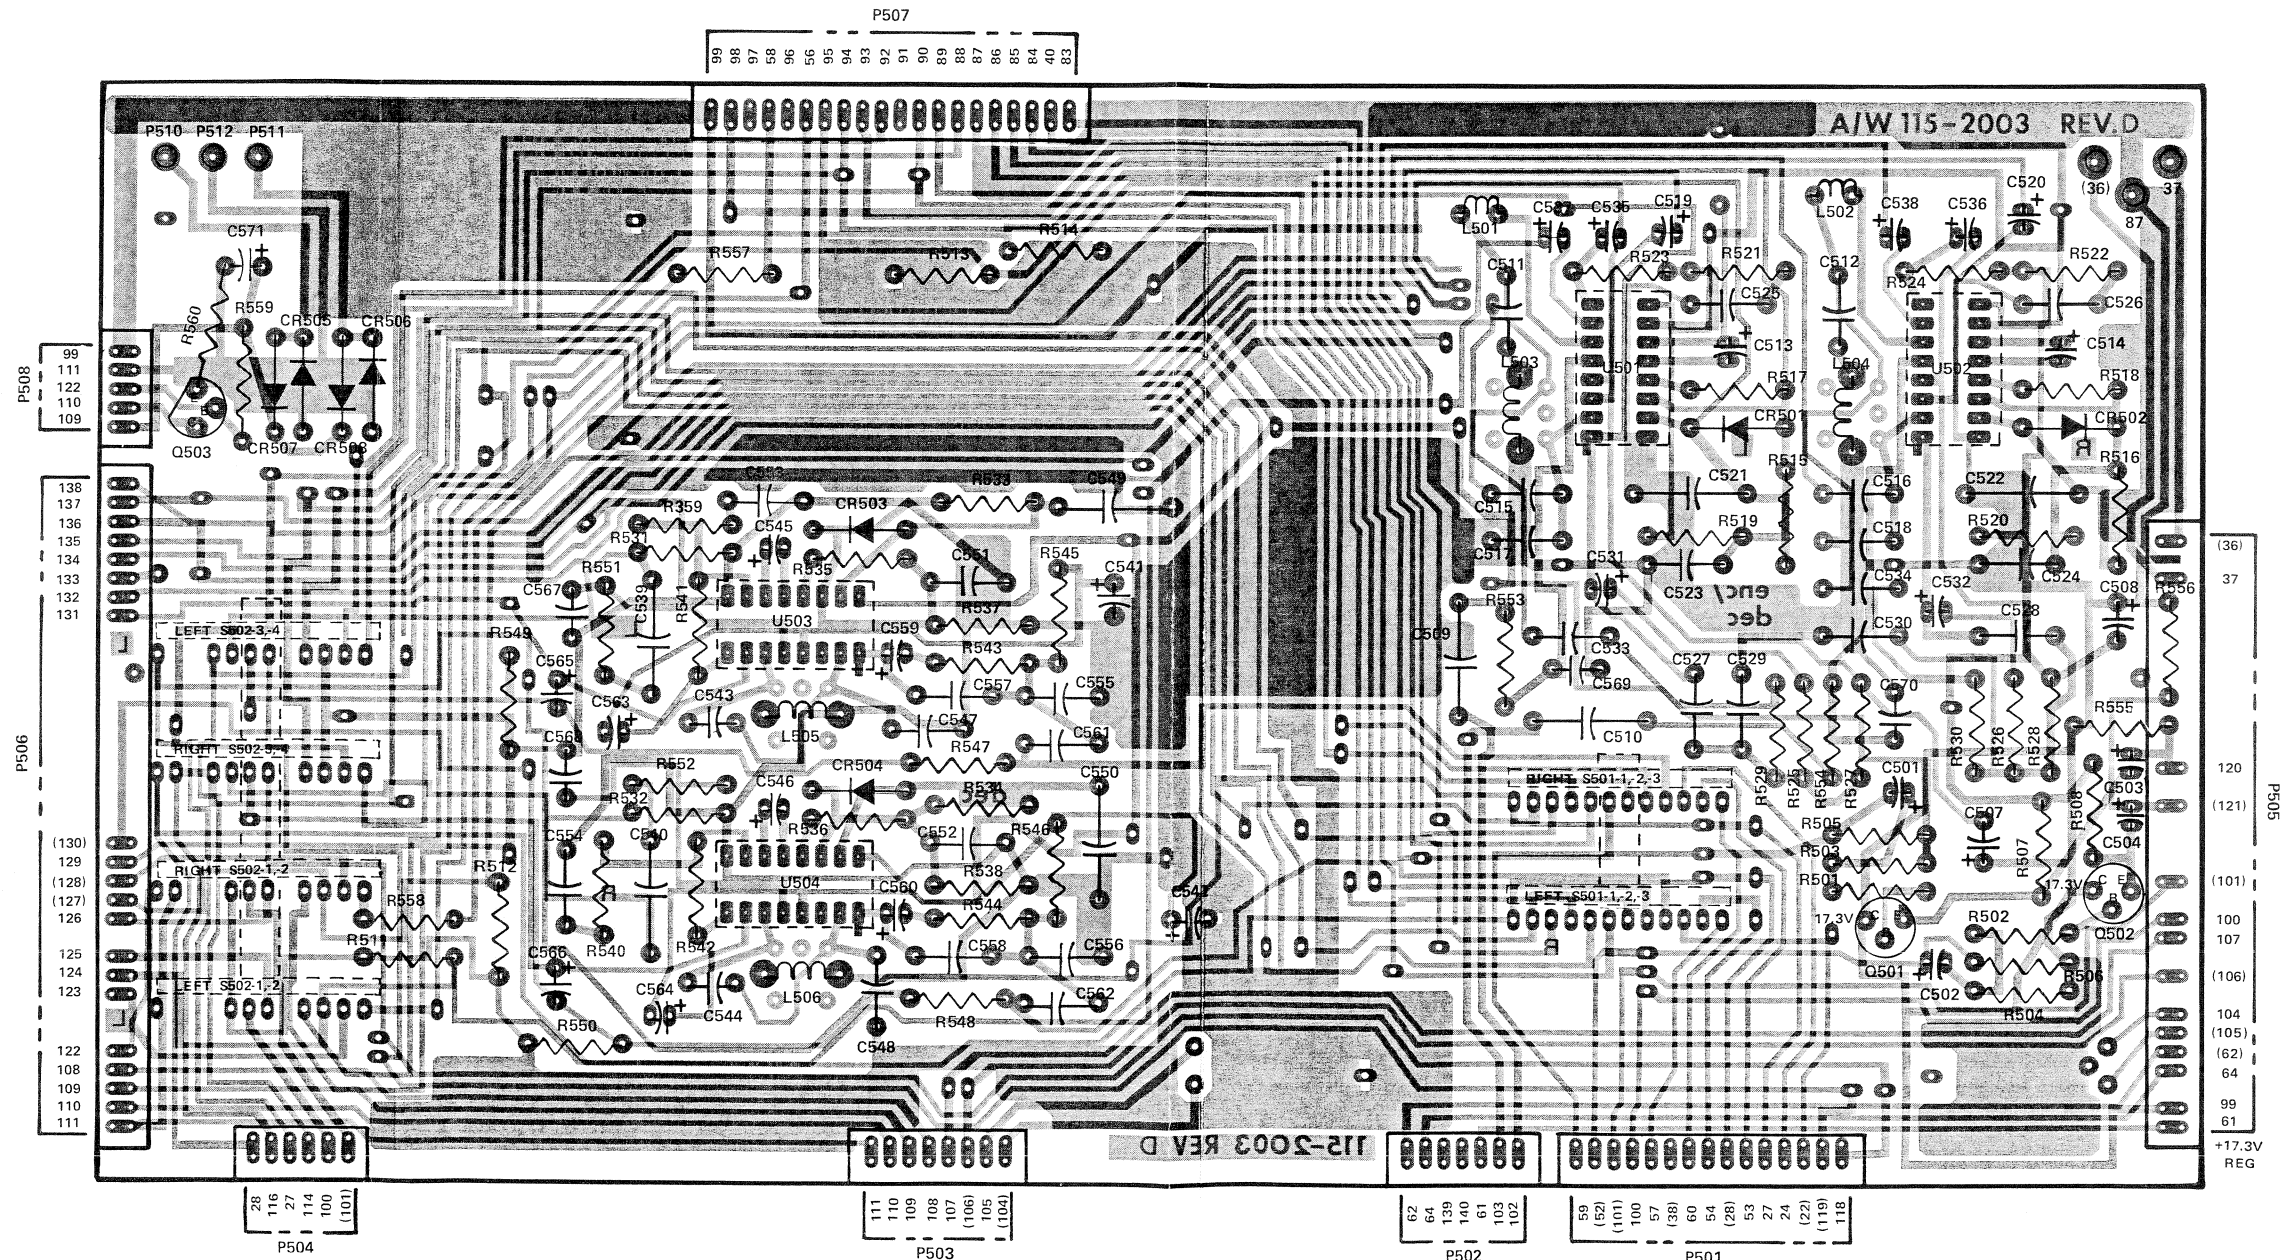 P507
99 98 97 58 96 56 95 94 93 92 91 90 89 88 87 86 85 84 40 83
A/W 115-2003 REV.D
P510 P512 P511
(36) 37
87
C571
R560 R559 CR505 CR506
CR507 CR508
Q503
P508
99
111
122
110
109
R557 R513 R514
L501 C535 C519 L502 C538 C536 C520
R523 R521 R524 R522
C511 C525 C512 C526
U501 C513 U502 C514
L503 R517 L504 R518
CR501 CR502
R
R515 R516
C515 C521 C516 C522
C517 R519 C518 R520
C531 C523 C534 C532 C524 C508 R556
enc/
dec
R553 C509 C533 C530 C528
C569 C527 C529 C570
C510
R529 R525 R554 R527 R530 R526 R528 R555
RIGHT S501-1,-2,-3
LEFT S501-1,-2,-3
R
C501 C507 R508 C503 C504
R505
R503
R501
R507
17.3V 17.3V
C E B
C E B
Q501 Q502
R502
R506
R504
C502
P506
138
137
136
135
134
133
132
131
(130)
129
(128)
(127)
126
125
124
123
122
108
109
110
111
L
LEFT S502-3,-4
RIGHT S502-3,-4
RIGHT S502-1,-2
LEFT S502-1,-2
L
R558
R511
R512
C549
R533
CR503
R359
R531
C545
R535
C551
R545
C541
C567
R551
C539
R541
R549
U503
R537
C559
R543
C565
C563
C543
C557
C555
L505
C547
C561
C568
R547
R552
C546
CR504
C550
R532
R536
R534
C552
R546
C554
C540
R
U504
R538
C560
R544
R540
R542
C566
C558
C556
C564
C544
L506
R548
C562
R550
C548
P505
(36)
37
120
(121)
(101)
100
107
(106)
104
(105)
(62)
64
99
61
+17.3V
REG
115-2003 REV D
28 116 27 114 100 (101)
P504
111 110 109 108 107 (106) 105 (104)
P503
62 64 139 140 61 103 102
P502
59 (52) (101) 100 57 (38) 60 54 (28) 53 27 24 (22) (119) 118
P501